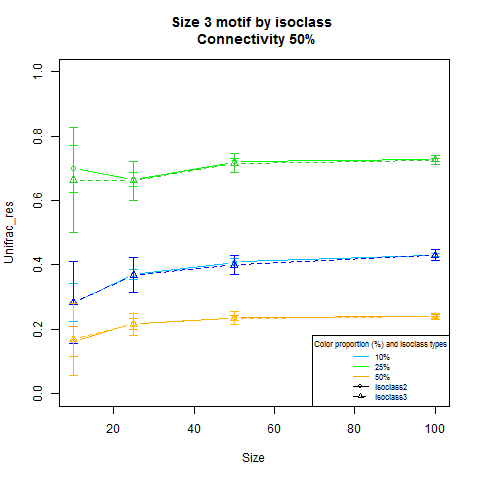 Size 3 motif by isoclass
Connectivity 50%
1.0
0.8
0.6
0.4
0.2
0.0
Unifrac_res
20
40
60
80
100
Size
Color proportion (%) and isoclass types
10%
25%
50%
Isoclass2
Isoclass3